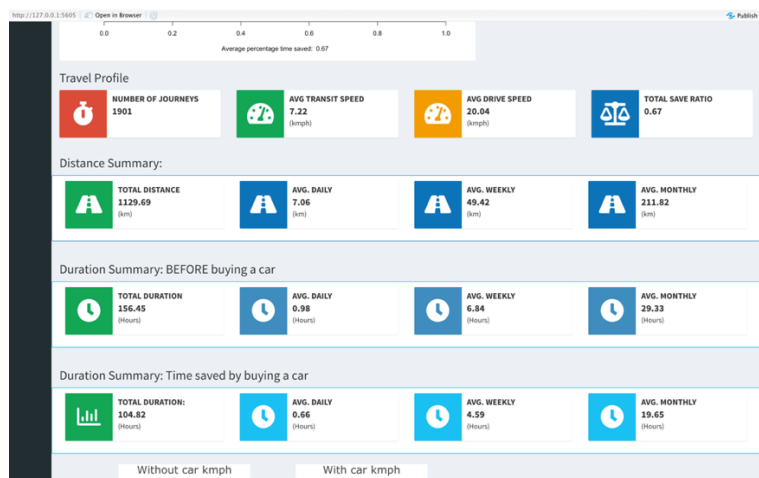 http://127.0.0.1:5605 Open in Browser Publish
0.0 0.2 0.4 0.6 0.8 1.0
Average percentage time saved: 0.67
Travel Profile
NUMBER OF JOURNEYS
1901
AVG TRANSIT SPEED
7.22
(kmph)
AVG DRIVE SPEED
20.04
(kmph)
TOTAL SAVE RATIO
0.67
Distance Summary:
TOTAL DISTANCE
1129.69
(km)
AVG. DAILY
7.06
(km)
AVG. WEEKLY
49.42
(km)
AVG. MONTHLY
211.82
(km)
Duration Summary: BEFORE buying a car
TOTAL DURATION
156.45
(Hours)
AVG. DAILY
0.98
(Hours)
AVG. WEEKLY
6.84
(Hours)
AVG. MONTHLY
29.33
(Hours)
Duration Summary: Time saved by buying a car
TOTAL DURATION:
104.82
(Hours)
AVG. DAILY
0.66
(Hours)
AVG. WEEKLY
4.59
(Hours)
AVG. MONTHLY
19.65
(Hours)
Without car kmph With car kmph